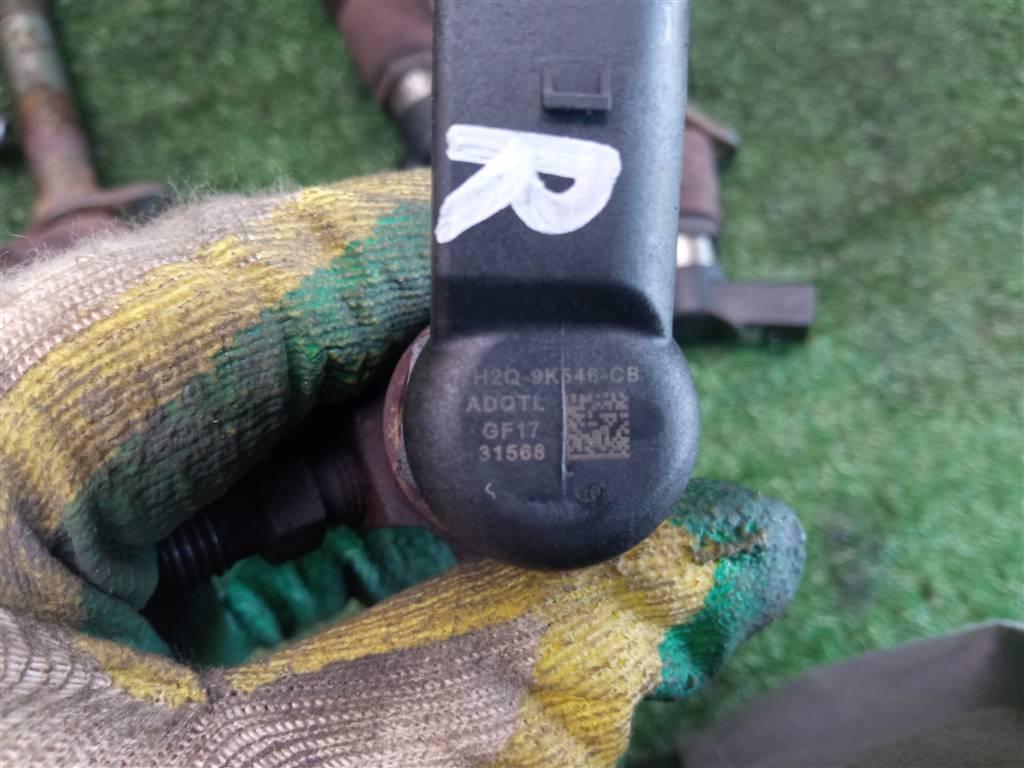 R
H2Q-9K546-CB
ADQTL
GF17
31568